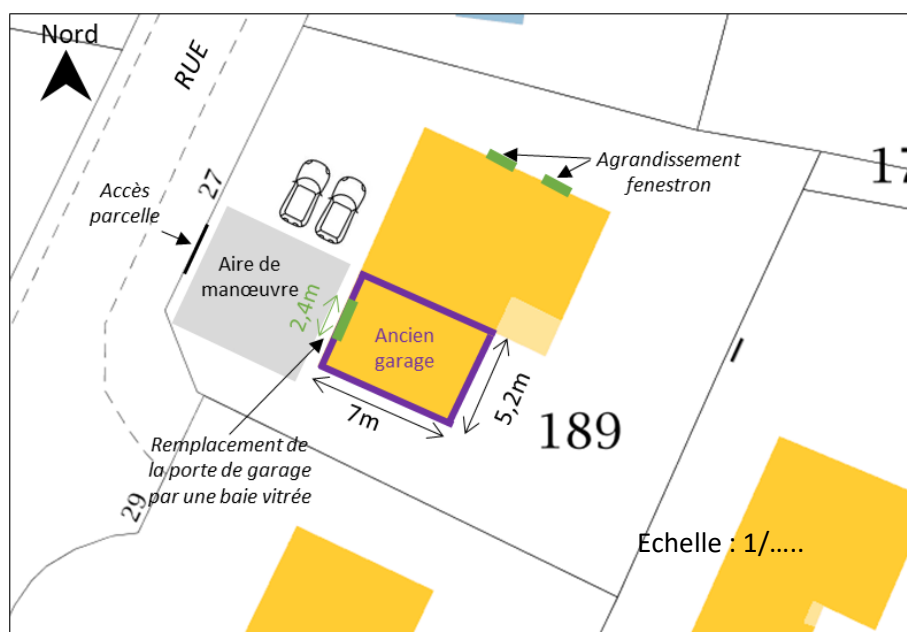 Nord
RUE
Accès
parcelle
27
Agrandissement
fenestron
17
Aire de
manœuvre
2,4m
Ancien
garage
5,2m
7m
189
Remplacement de
la porte de garage
par une baie vitrée
29
Echelle : 1/.....